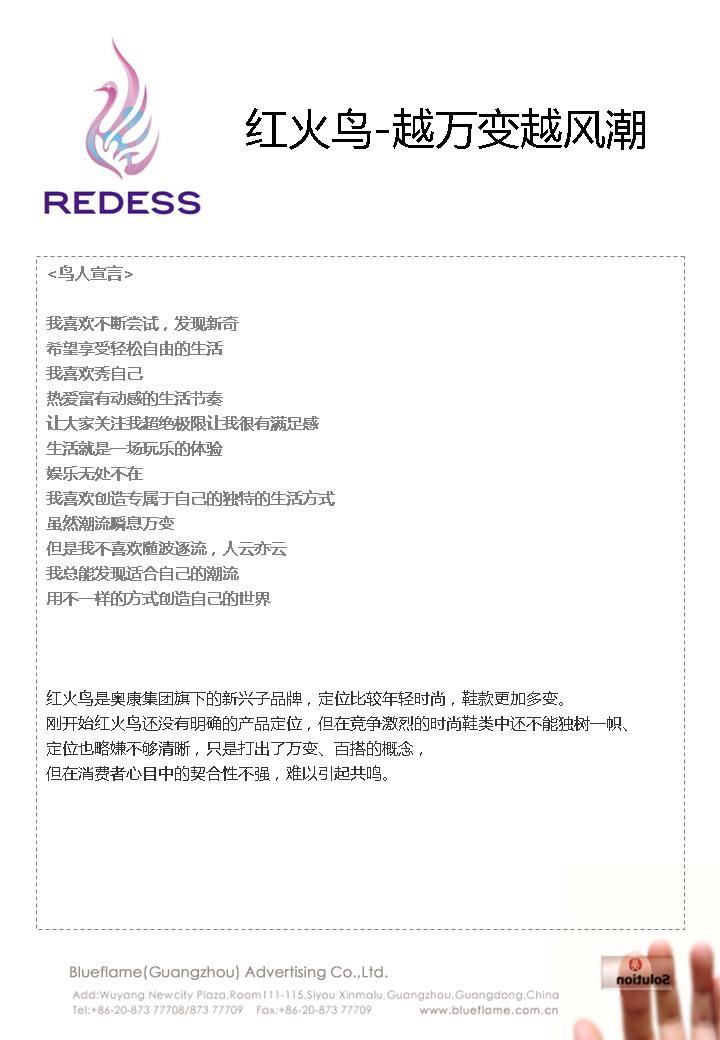 红火鸟-越万变越风潮
REDESS
<鸟人宣言>
我喜欢不断尝试，发现新奇
希望享受轻松自由的生活
我喜欢秀自己
热爱富有动感的生活节奏
让大家关注我超绝极限让我很有满足感
生活就是一场玩乐的体验
娱乐无处不在
我喜欢创造专属于自己的独特的生活方式
虽然潮流瞬息万变
但是我不喜欢随波逐流，人云亦云
我总能发现适合自己的潮流
用不一样的方式创造自己的世界
红火鸟是奥康集团旗下的新兴子品牌，定位比较年轻时尚，鞋款更加多变。
刚开始红火鸟还没有明确的产品定位，但在竞争激烈的时尚鞋类中还不能独树一帜、
定位也略嫌不够清晰，只是打出了万变、百搭的概念，
但在消费者心目中的契合性不强，难以引起共鸣。
Blueflame(Guangzhou) Advertising Co.,Ltd.
Add:Wuyang Newcity Plaza,Room111-115,Siyou Xinmalu,Guangzhou,Guangdong,China
Tel:+86-20-873 77708/873 77709 Fax:+86-20-873 77709 www.blueflame.com.cn
Solution